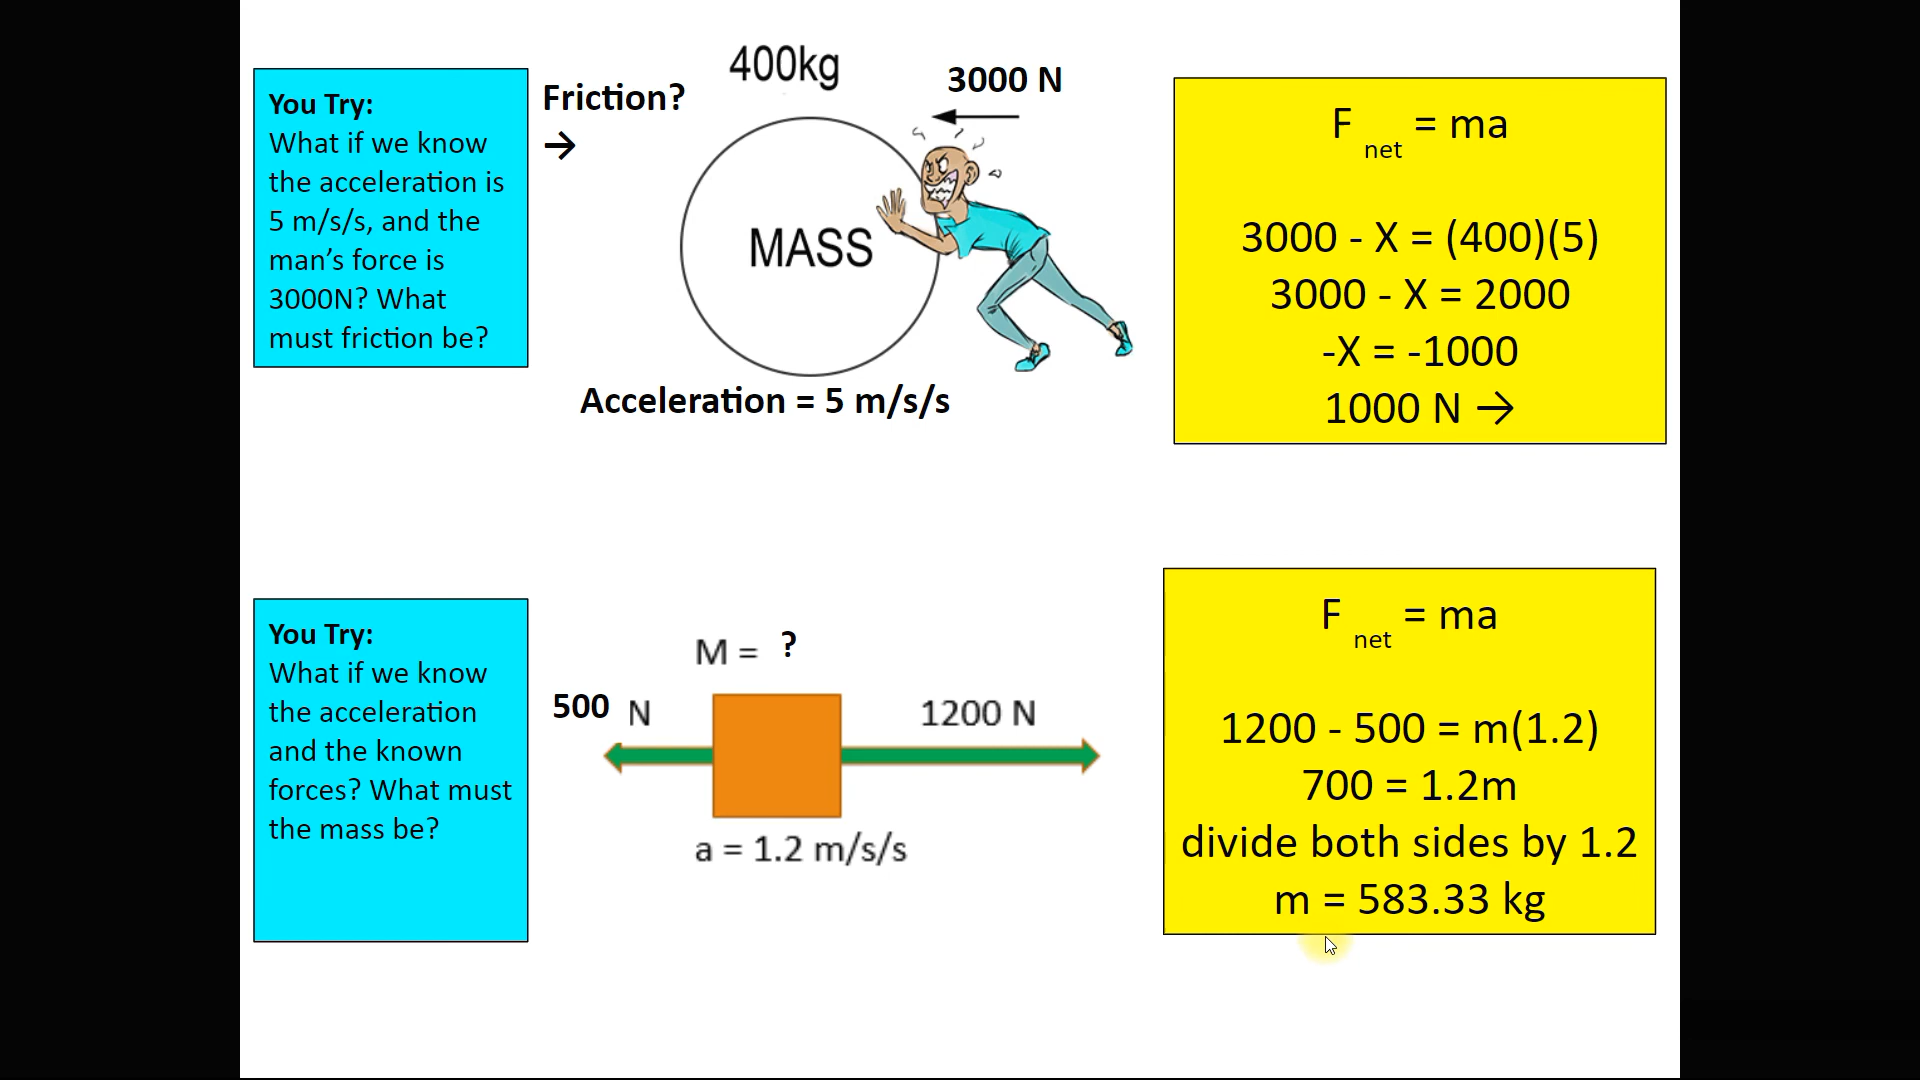 You Try:
What if we know
the acceleration is
5 m/s/s, and the
man’s force is
3000N? What
must friction be?
Friction?
→
400kg
3000 N
MASS
Acceleration = 5 m/s/s
F net = ma
3000 - X = (400)(5)
3000 - X = 2000
-X = -1000
1000 N →
You Try:
What if we know
the acceleration
and the known
forces? What must
the mass be?
M = ?
500 N
1200 N
a = 1.2 m/s/s
F net = ma
1200 - 500 = m(1.2)
700 = 1.2m
divide both sides by 1.2
m = 583.33 kg